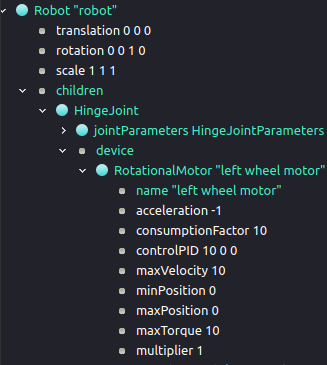 Robot "robot"
translation 0 0 0
rotation 0 0 1 0
scale 1 1 1
children
HingeJoint
jointParameters HingeJointParameters
device
RotationalMotor "left wheel motor"
name "left wheel motor"
acceleration -1
consumptionFactor 10
controlPID 10 0 0
maxVelocity 10
minPosition 0
maxPosition 0
maxTorque 10
multiplier 1